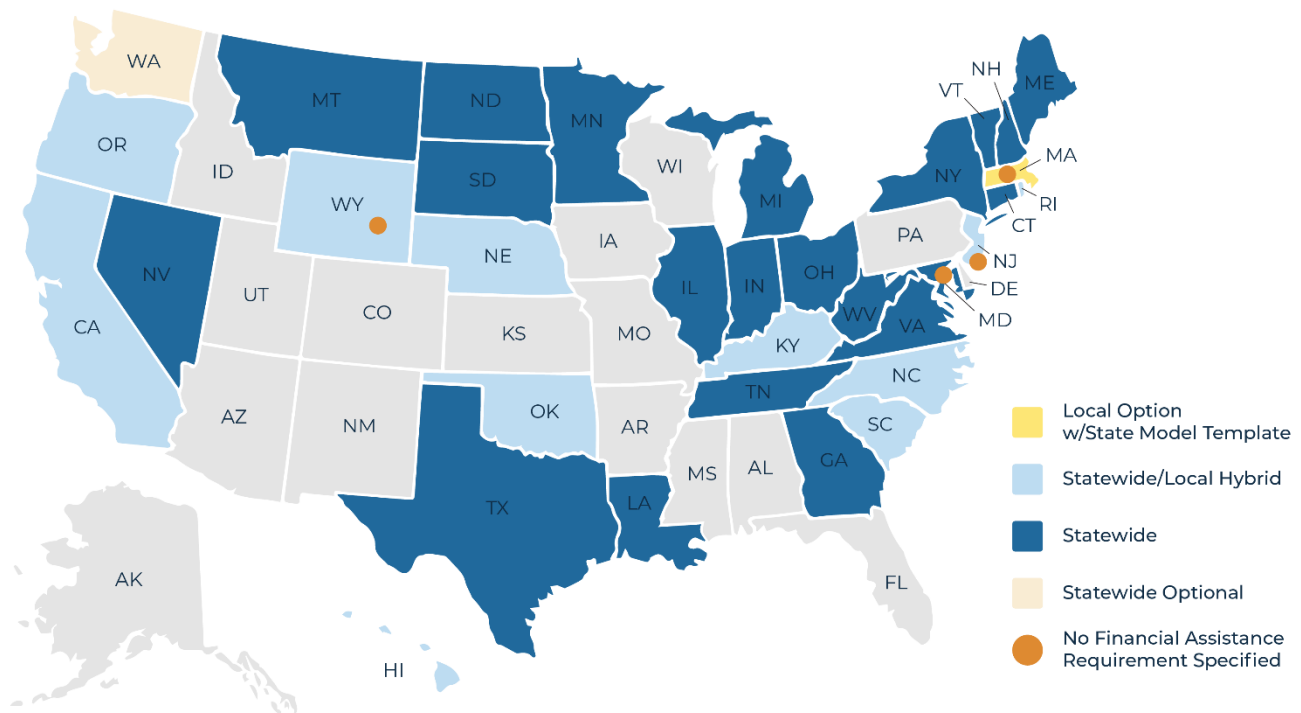 WA
MT
ND
MN
NH
VT
ME
OR
ID
SD
WI
MI
NY
MA
WY
RI
CT
IA
PA
NE
NV
UT
CO
IL
IN
OH
NJ
DE
MD
CA
KS
MO
WV
VA
KY
NC
AZ
NM
OK
AR
TN
SC
MS
AL
GA
TX
LA
AK
FL
HI
Local Option
w/State Model Template
Statewide/Local Hybrid
Statewide
Statewide Optional
No Financial Assistance
Requirement Specified